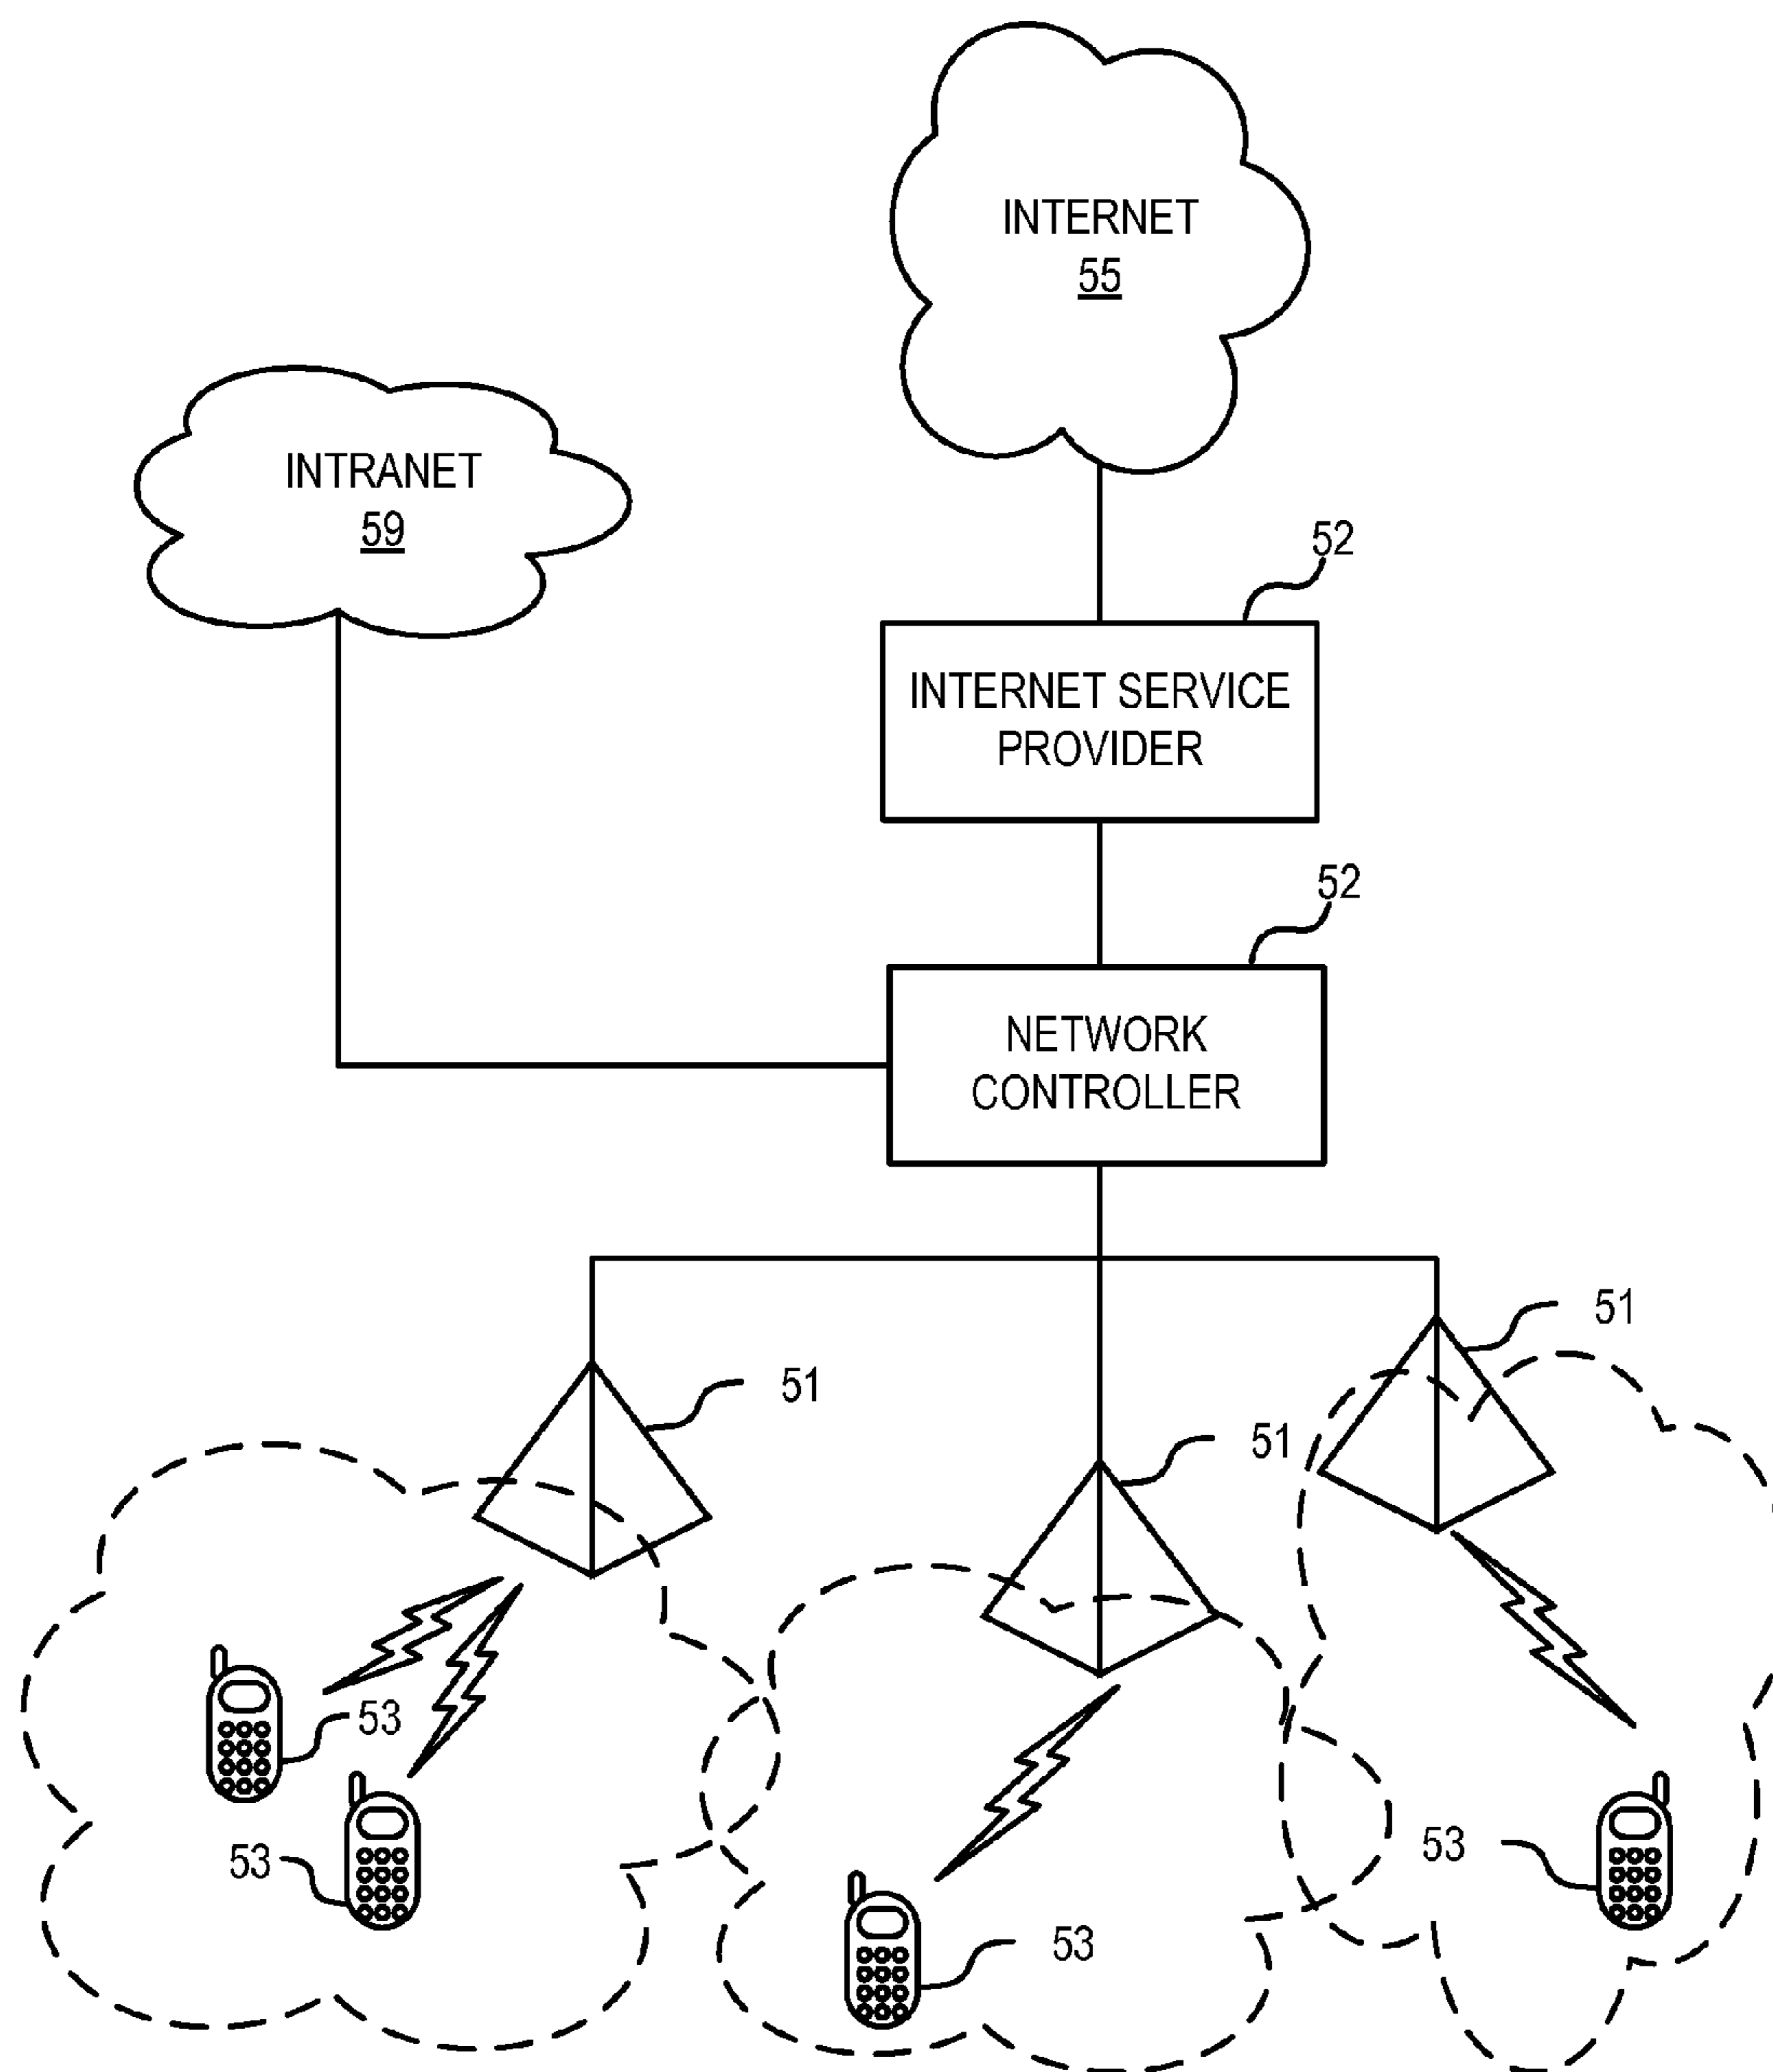 INTERNET
55
INTRANET
59
52
INTERNET SERVICE
PROVIDER
52
NETWORK
CONTROLLER
51
51
51
53
53
53
53